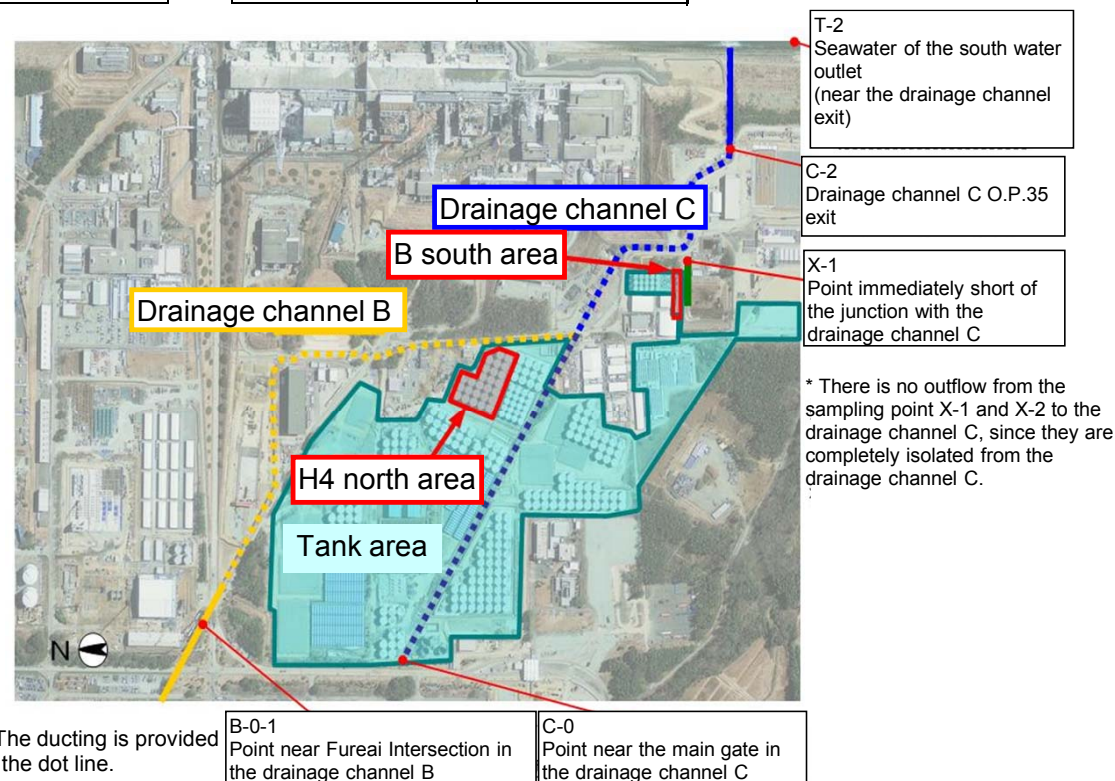 T-2
Seawater of the south water
outlet
(near the drainage channel
exit)
C-2
Drainage channel C O.P.35
exit
Drainage channel C
B south area
X-1
Point immediately short of
the junction with the
drainage channel C
Drainage channel B
* There is no outflow from the
sampling point X-1 and X-2 to the
drainage channel C, since they are
completely isolated from the
drainage channel C.
H4 north area
Tank area
N
The ducting is provided
the dot line.
B-0-1
Point near Fureai Intersection in
the drainage channel B
C-0
Point near the main gate in
the drainage channel C